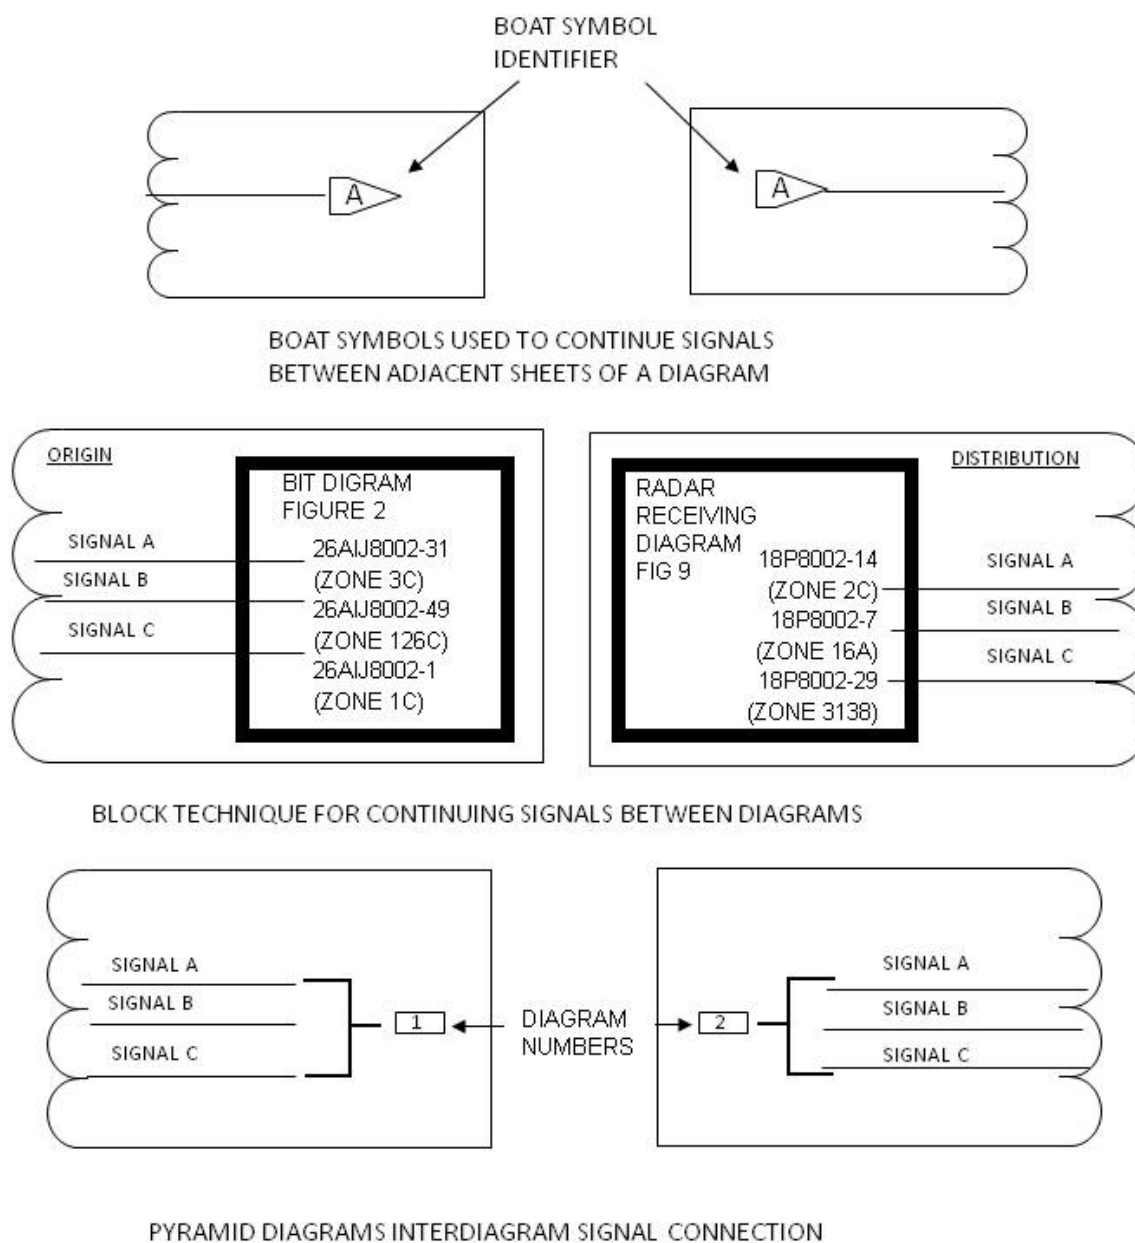 BOAT SYMBOL
IDENTIFIER
A
A
BOAT SYMBOLS USED TO CONTINUE SIGNALS
BETWEEN ADJACENT SHEETS OF A DIAGRAM
ORIGIN
BIT DIGRAM
FIGURE 2
SIGNAL A
26AIJ8002-31
(ZONE 3C)
SIGNAL B
26AIJ8002-49
(ZONE 126C)
SIGNAL C
26AIJ8002-1
(ZONE 1C)
DISTRIBUTION
RADAR
RECEIVING
DIAGRAM
FIG 9
18P8002-14
(ZONE 2C)
SIGNAL A
18P8002-7
(ZONE 16A)
SIGNAL B
18P8002-29
(ZONE 3138)
SIGNAL C
BLOCK TECHNIQUE FOR CONTINUING SIGNALS BETWEEN DIAGRAMS
SIGNAL A
SIGNAL B
SIGNAL C
1
DIAGRAM
NUMBERS
2
SIGNAL A
SIGNAL B
SIGNAL C
PYRAMID DIAGRAMS INTERDIAGRAM SIGNAL CONNECTION